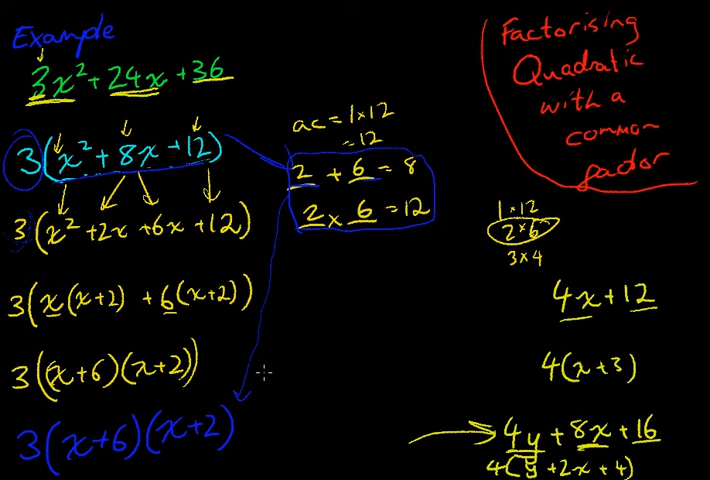 Example
3x² + 24x + 36
3(x² + 8x + 12)
3(x² + 2x + 6x + 12)
3(x(x+2) + 6(x+2))
3((x+6)(x+2))
3(x+6)(x+2)
ac = 1×12
= 12
2 + 6 = 8
2 × 6 = 12
Factorising
Quadratic
with a
common
factor
1×12
2×6
3×4
4x + 12
4(x + 3)
4y + 8x + 16
4(y + 2x + 4)